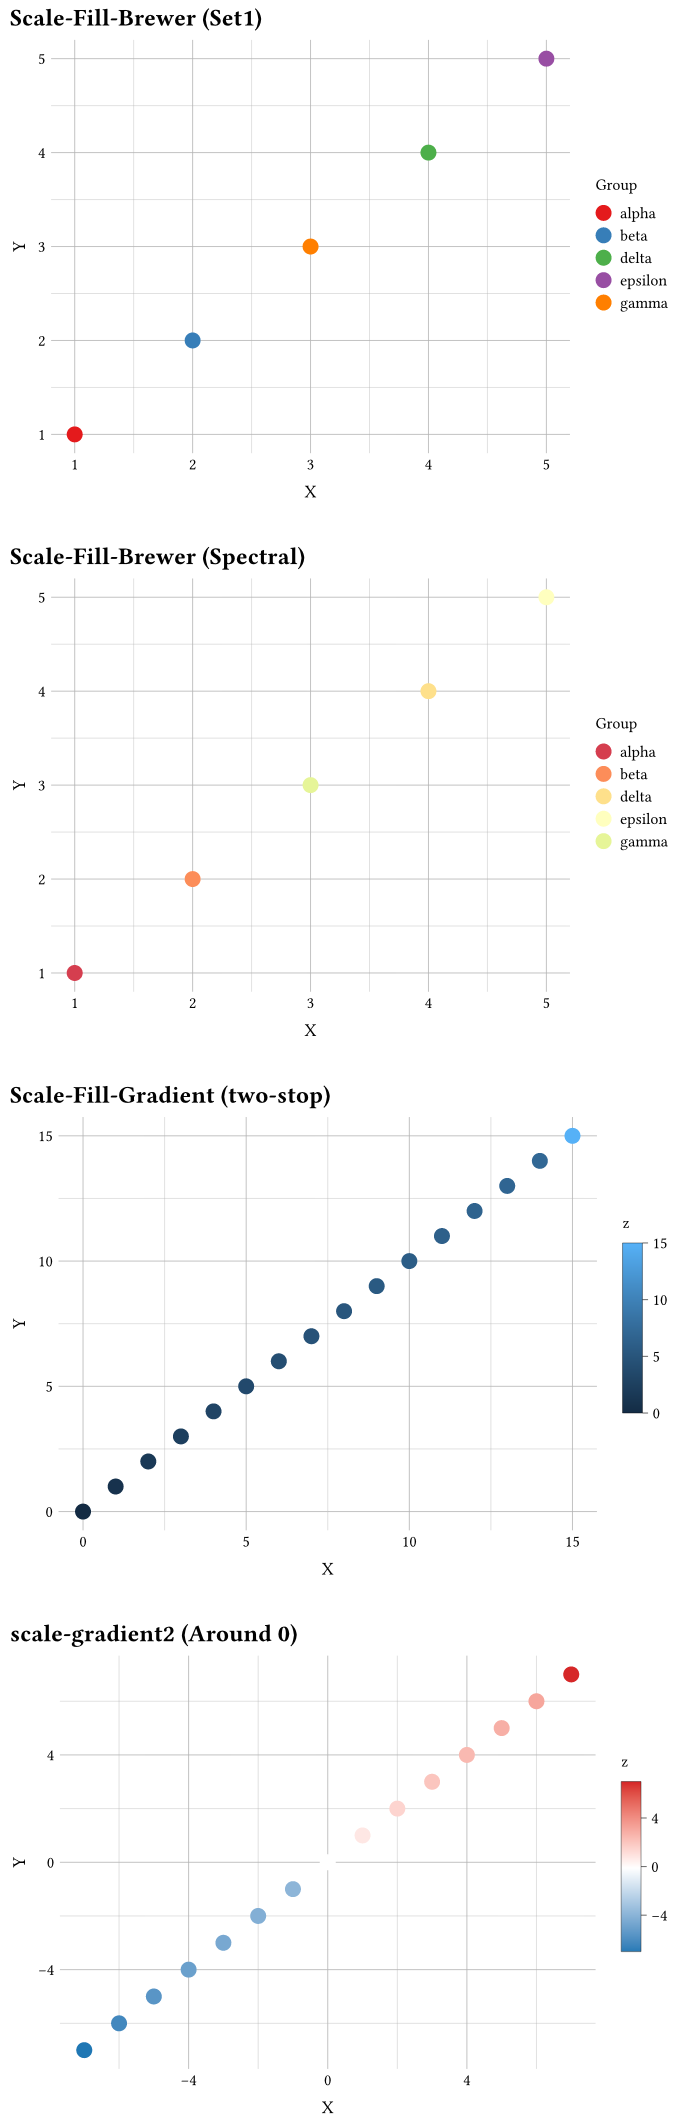 Scale-Fill-Brewer (Set1)
5
4
3
2
1
Y
1 2 3 4 5
X
Group
alpha
beta
delta
epsilon
gamma
Scale-Fill-Brewer (Spectral)
5
4
3
2
1
Y
1 2 3 4 5
X
Group
alpha
beta
delta
epsilon
gamma
Scale-Fill-Gradient (two-stop)
15
10
5
0
Y
0 5 10 15
X
z
15
10
5
0
scale-gradient2 (Around 0)
4
0
−4
Y
−4 0 4
X
z
4
0
−4